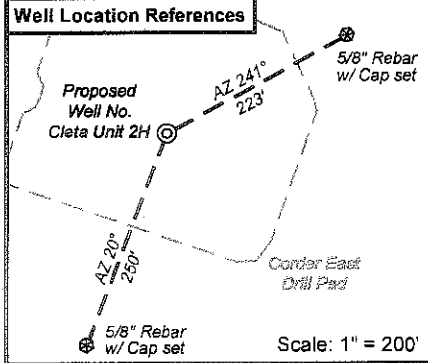 Well Location References
5/8" Rebar
w/ Cap set
AZ 241°
223'
Proposed
Well No.
Cleta Unit 2H
AZ 20°
250'
Corder East
Drill Pad
5/8" Rebar
w/ Cap set
Scale: 1" = 200'